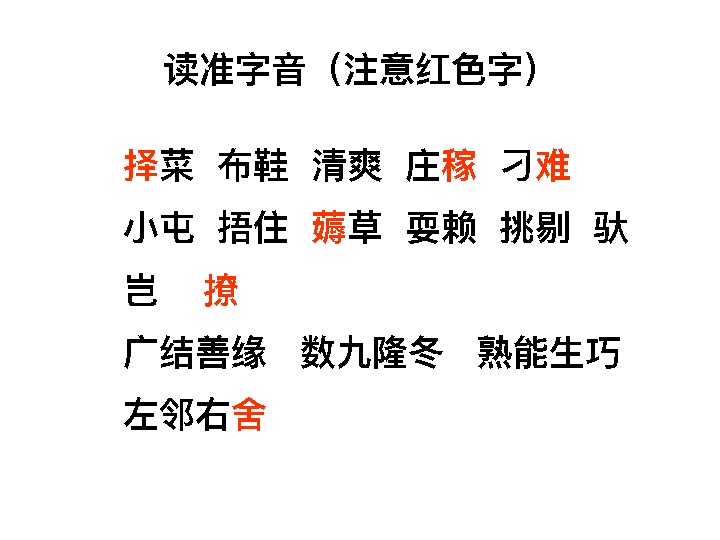 读准字音（注意红色字）
择菜 布鞋 清爽 庄稼 刁难
小屯 捂住 薅草 耍赖 挑剔 驮
岂 撩
广结善缘 数九隆冬 熟能生巧
左邻右舍